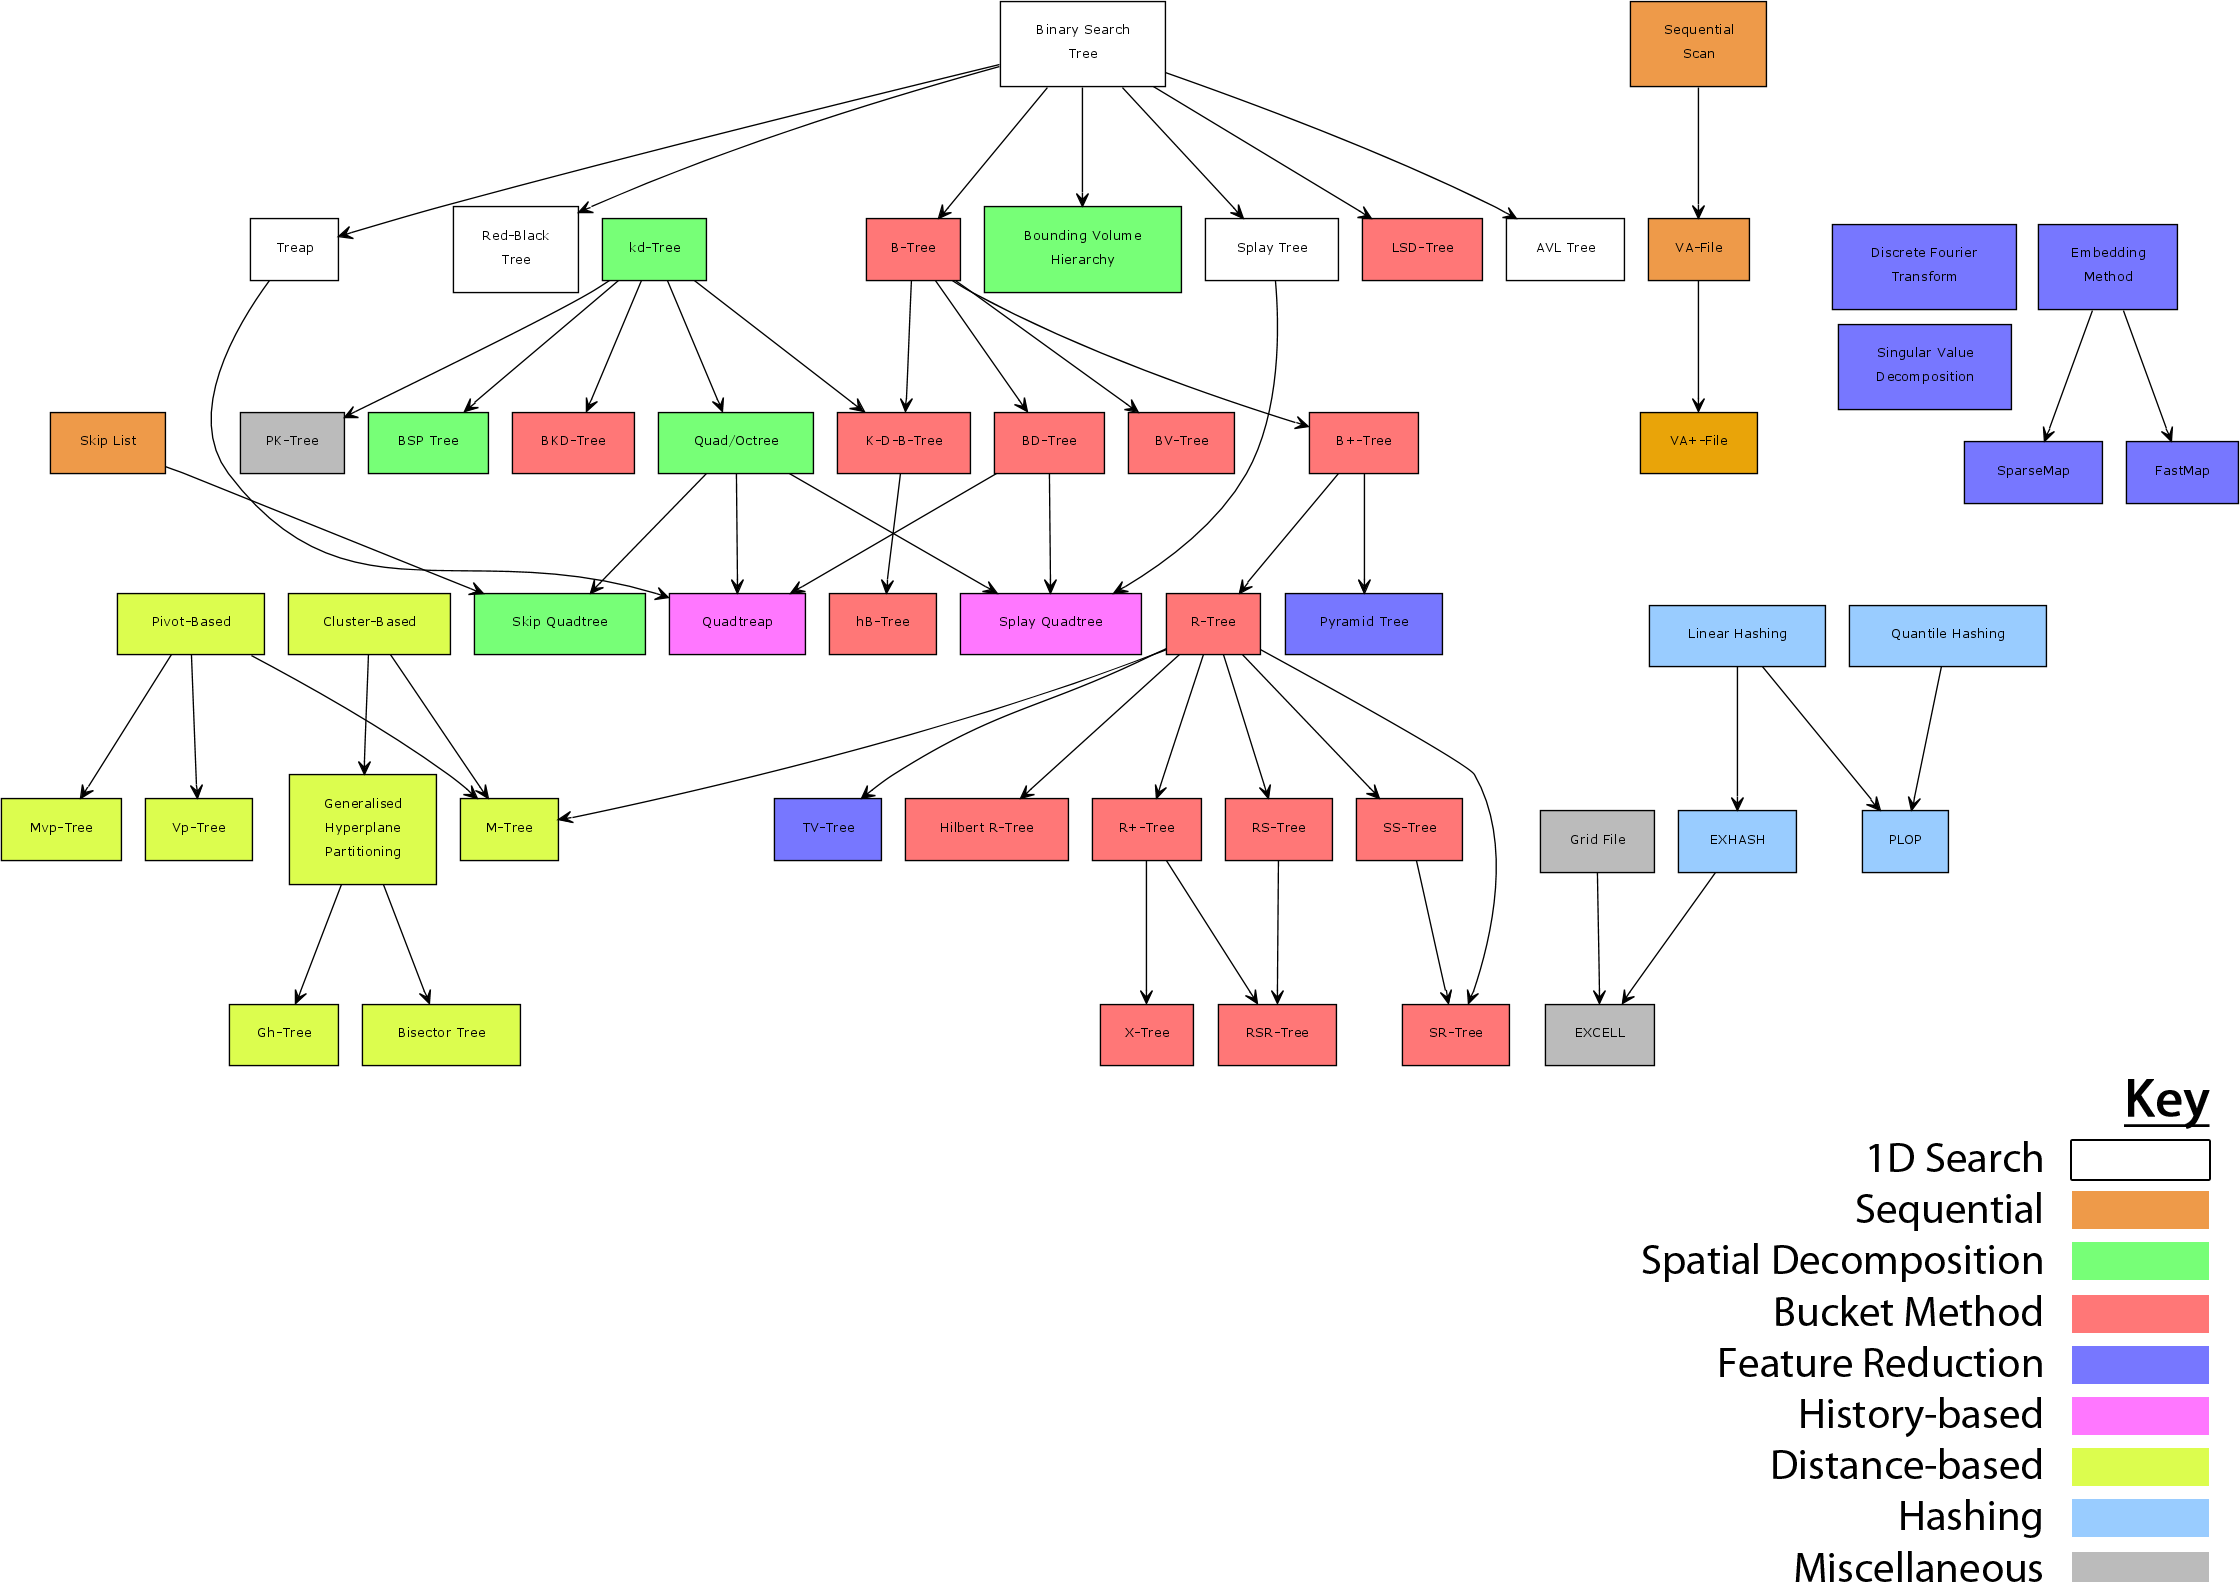 Binary Search
Tree
Sequential
Scan
Treap
Red-Black
Tree
kd-Tree
B-Tree
Bounding Volume
Hierarchy
Splay Tree
LSD-Tree
AVL Tree
VA-File
Discrete Fourier
Transform
Embedding
Method
Singular Value
Decomposition
Skip List
PK-Tree
BSP Tree
BKD-Tree
Quad/Octree
K-D-B-Tree
BD-Tree
BV-Tree
B+-Tree
VA+-File
SparseMap
FastMap
Pivot-Based
Cluster-Based
Skip Quadtree
Quadtreap
hB-Tree
Splay Quadtree
R-Tree
Pyramid Tree
Linear Hashing
Quantile Hashing
Mvp-Tree
Vp-Tree
Generalised
Hyperplane
Partitioning
M-Tree
TV-Tree
Hilbert R-Tree
R+-Tree
RS-Tree
SS-Tree
Grid File
EXHASH
PLOP
Gh-Tree
Bisector Tree
X-Tree
RSR-Tree
SR-Tree
EXCELL
Key
1D Search
Sequential
Spatial Decomposition
Bucket Method
Feature Reduction
History-based
Distance-based
Hashing
Miscellaneous